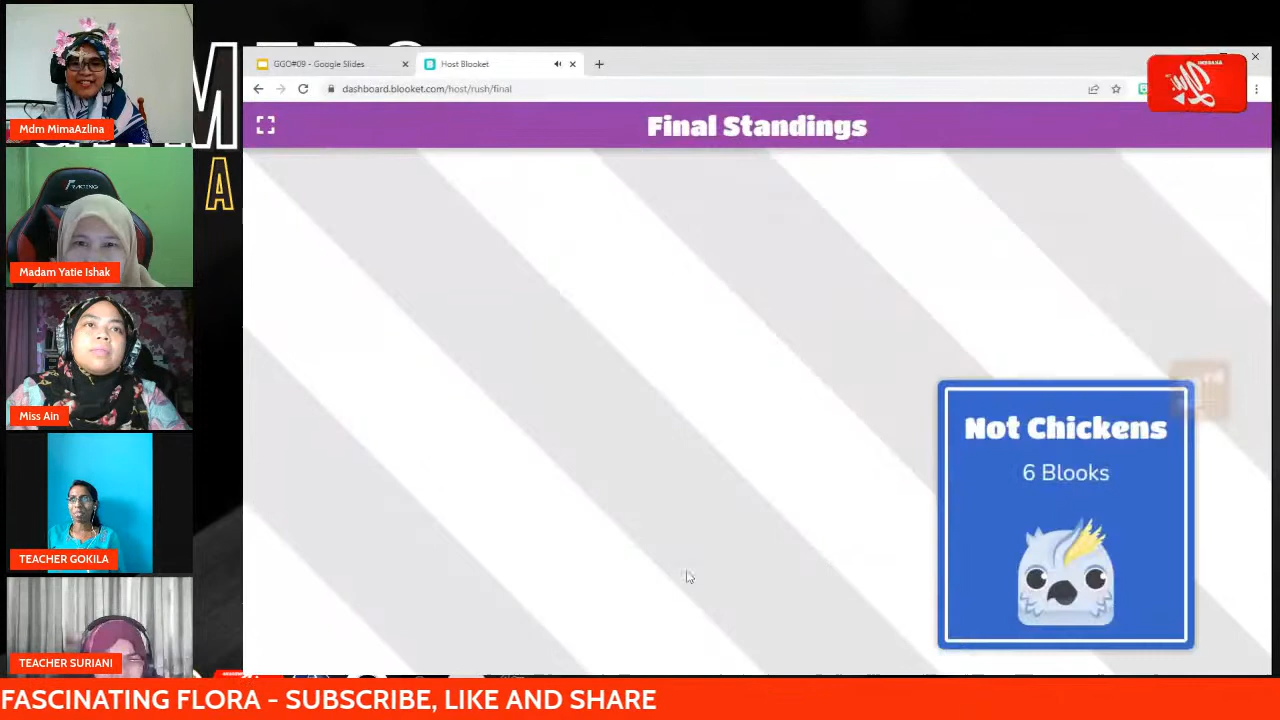 Mdm MimaAzlina
Madam Yatie Ishak
Miss Ain
TEACHER GOKILA
TEACHER SURIANI
A
GGO#09 - Google Slides
Host Blooket
dashboard.blooket.com/host/rush/final
Final Standings
Not Chickens
6 Blooks
FASCINATING FLORA - SUBSCRIBE, LIKE AND SHARE